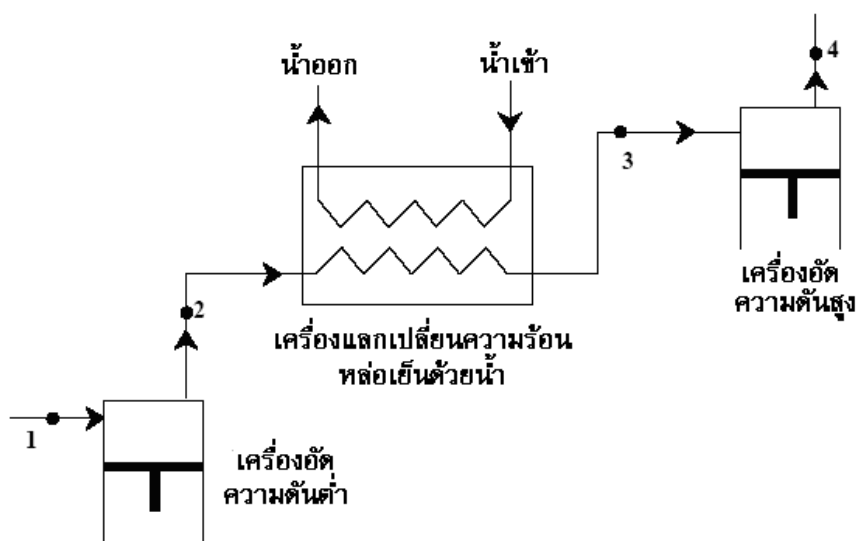 น้ำออก
น้ำเข้า
4
3
เครื่องอัด
ความดันสูง
2
เครื่องแลกเปลี่ยนความร้อน
หล่อเย็นด้วยน้ำ
1
เครื่องอัด
ความดันต่ำ